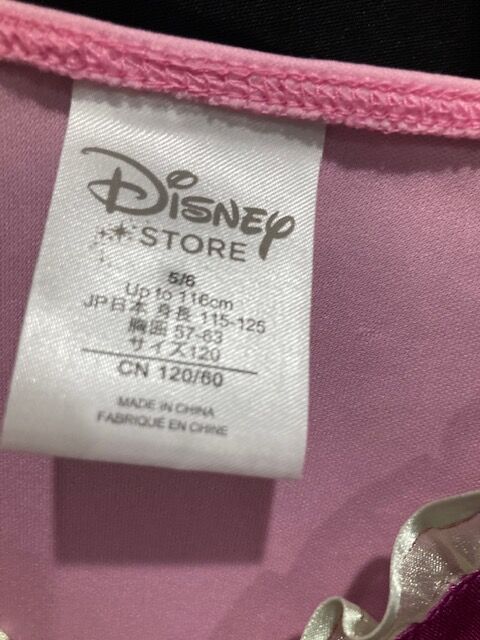 Disney
STORE
5/6
Up to 116cm
JP日本 身長 115-125
胸囲 57-63
サイズ120
CN 120/60
MADE IN CHINA
FABRIQUÉ EN CHINE